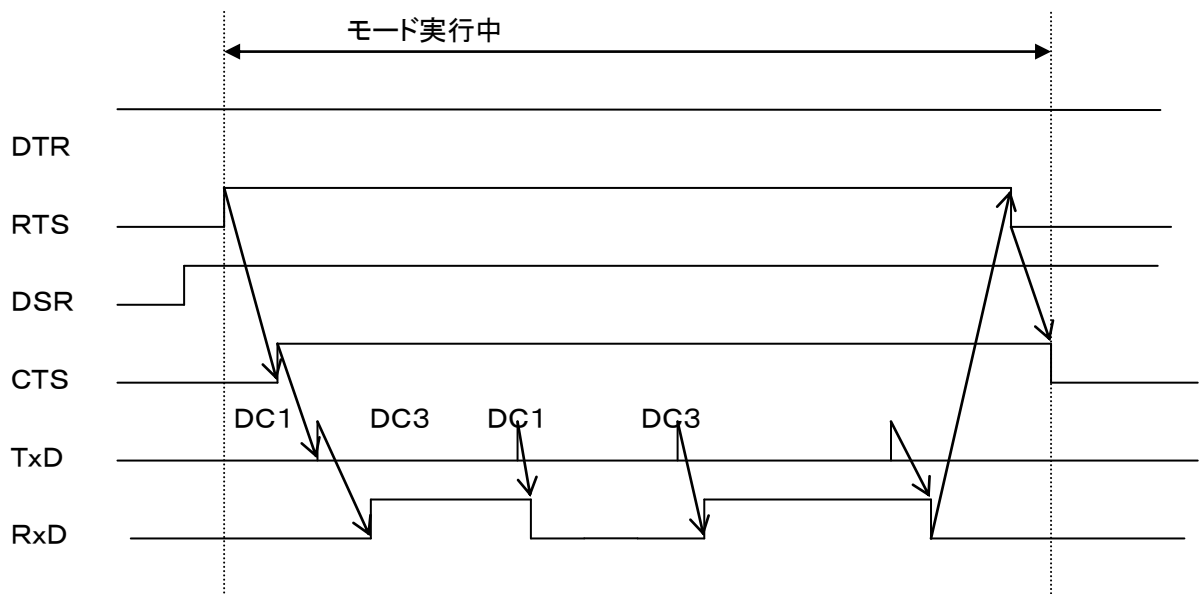 モード実行中
DTR
RTS
DSR
CTS
DC1 DC3 DC1 DC3
TxD
RxD